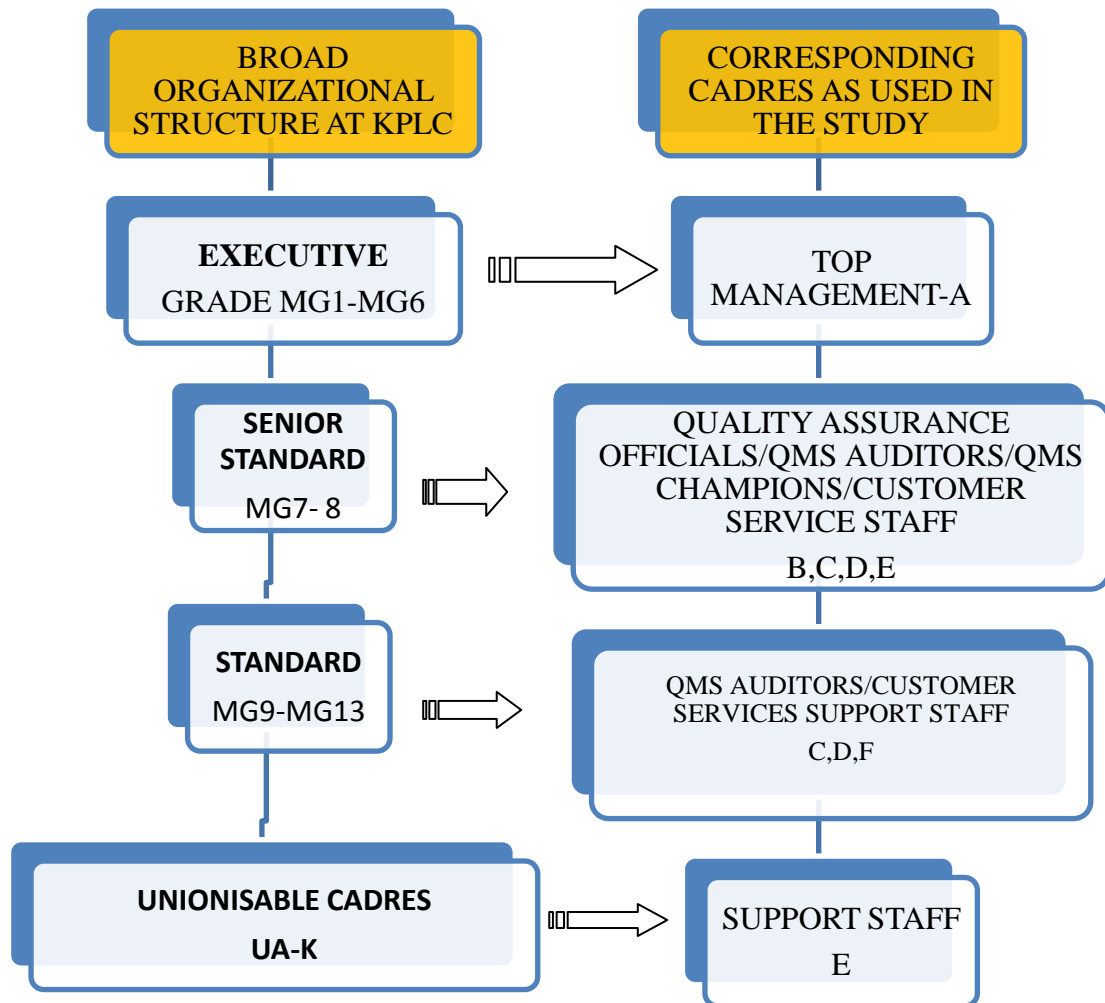 BROAD
ORGANIZATIONAL
STRUCTURE AT KPLC
CORRESPONDING
CADRES AS USED IN
THE STUDY
EXECUTIVE
GRADE MG1-MG6
TOP
MANAGEMENT-A
SENIOR
STANDARD
MG7- 8
QUALITY ASSURANCE
OFFICIALS/QMS AUDITORS/QMS
CHAMPIONS/CUSTOMER
SERVICE STAFF
B,C,D,E
STANDARD
MG9-MG13
QMS AUDITORS/CUSTOMER
SERVICES SUPPORT STAFF
C,D,F
UNIONISABLE CADRES
UA-K
SUPPORT STAFF
E